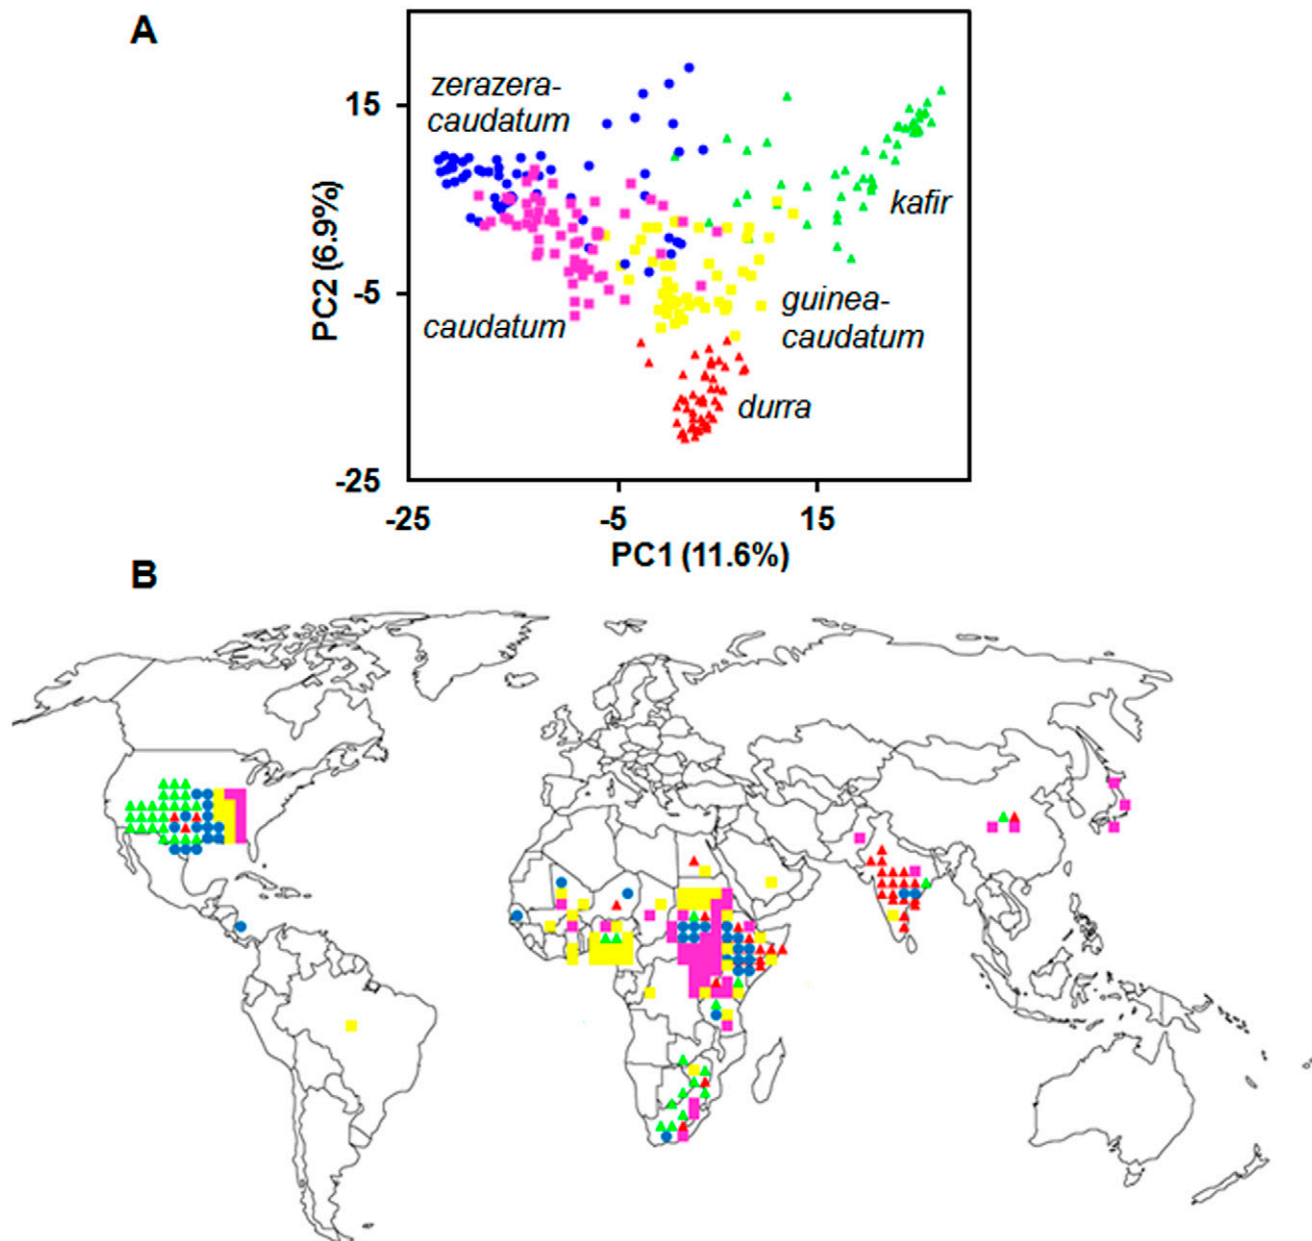 A
zerazera-
caudatum
15
kafir
PC2 (6.9%)
-5
guinea-
caudatum
caudatum
durra
-25
-25
-5
15
PC1 (11.6%)
B